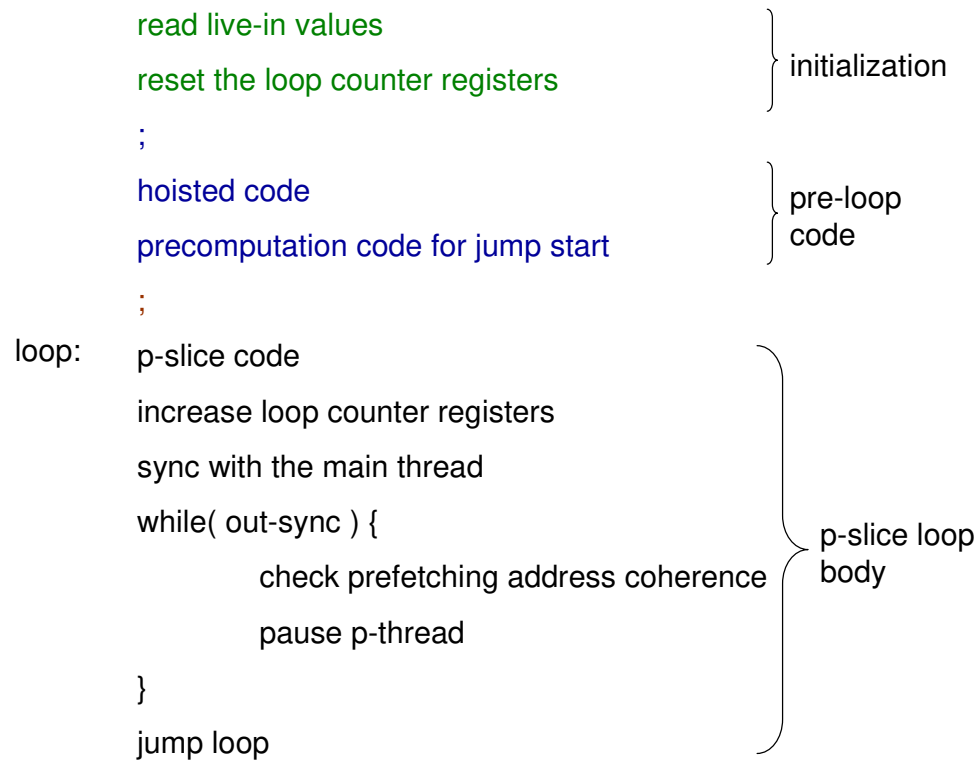 read live-in values
reset the loop counter registers
initialization
;
hoisted code
precomputation code for jump start
pre-loop
code
;
loop: p-slice code
increase loop counter registers
sync with the main thread
while( out-sync ) {
check prefetching address coherence
pause p-thread
}
jump loop
p-slice loop
body